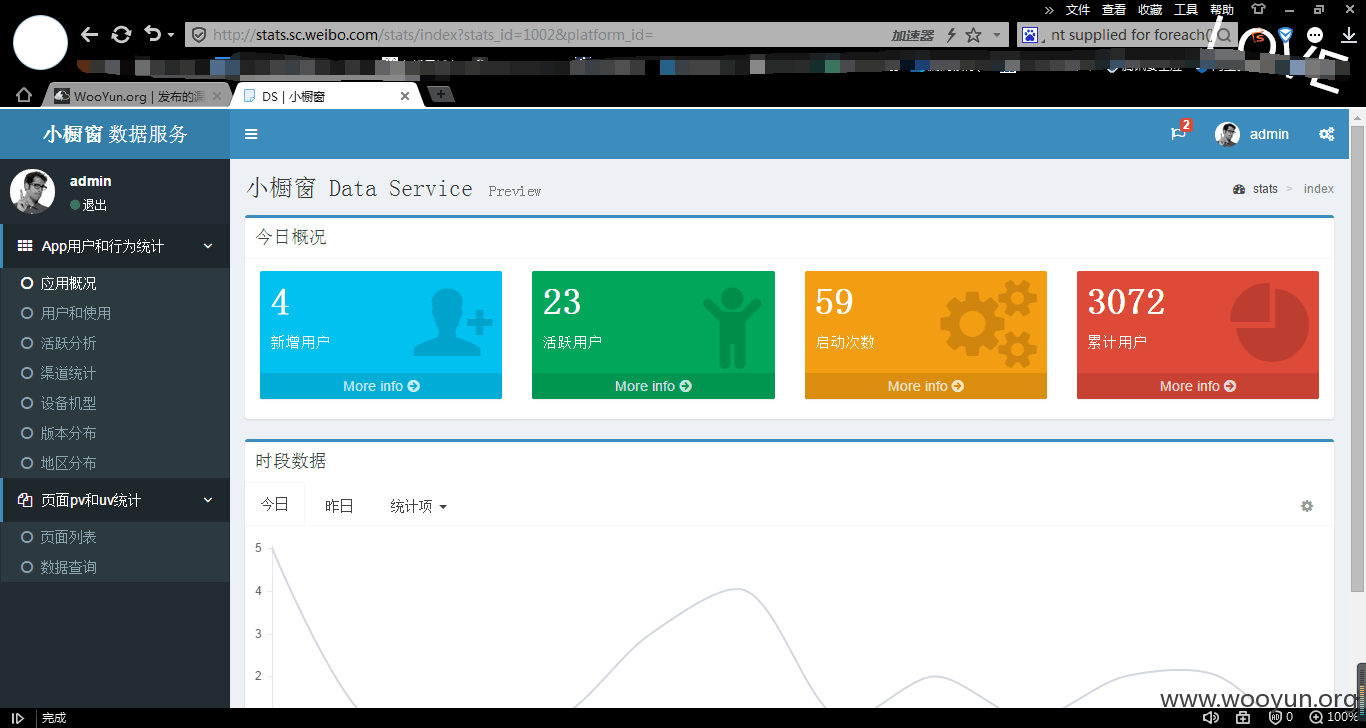 文件 查看 收藏 工具 帮助
http://stats.sc.weibo.com/stats/index?stats_id=1002&platform_id=
加速器
nt supplied for foreach(
WooYun.org | 发布的漏
DS | 小橱窗
小橱窗 数据服务
2
admin
admin
退出
App用户和行为统计
应用概况
用户和使用
活跃分析
渠道统计
设备机型
版本分布
地区分布
页面pv和uv统计
页面列表
数据查询
小橱窗 Data Service Preview
stats > index
今日概况
4
新增用户
More info
23
活跃用户
More info
59
启动次数
More info
3072
累计用户
More info
时段数据
今日 昨日 统计项
5
4
3
2
www.wooyun.org
完成
0
100%